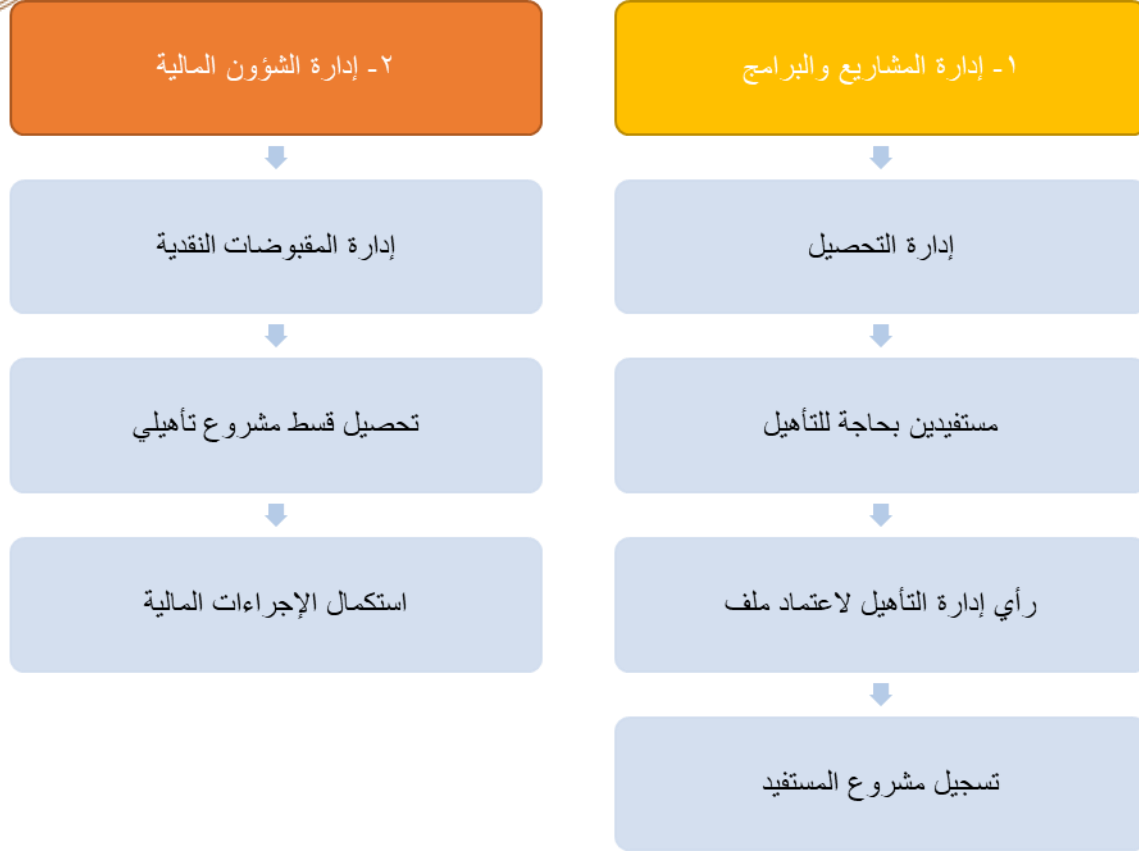 ١- إدارة المشاريع والبرامج
إدارة التحصيل
مستفيدين بحاجة للتأهيل
رأي إدارة التأهيل لاعتماد ملف
تسجيل مشروع المستفيد
٢- إدارة الشؤون المالية
إدارة المقبوضات النقدية
تحصيل قسط مشروع تأهيلي
استكمال الإجراءات المالية